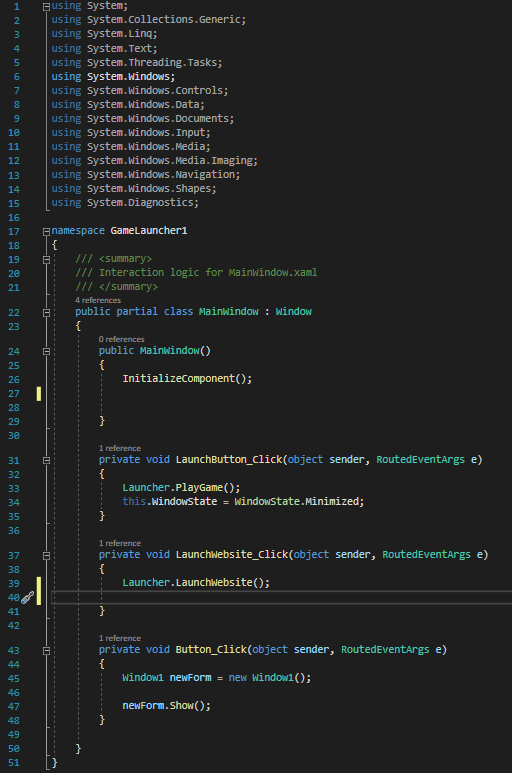 1 using System;
2 using System.Collections.Generic;
3 using System.Linq;
4 using System.Text;
5 using System.Threading.Tasks;
6 using System.Windows;
7 using System.Windows.Controls;
8 using System.Windows.Data;
9 using System.Windows.Documents;
10 using System.Windows.Input;
11 using System.Windows.Media;
12 using System.Windows.Media.Imaging;
13 using System.Windows.Navigation;
14 using System.Windows.Shapes;
15 using System.Diagnostics;
16
17 namespace GameLauncher1
18 {
19 /// <summary>
20 /// Interaction logic for MainWindow.xaml
21 /// </summary>
4 references
22 public partial class MainWindow : Window
23 {
0 references
24 public MainWindow()
25 {
26 InitializeComponent();
27
28
29 }
30
1 reference
31 private void LaunchButton_Click(object sender, RoutedEventArgs e)
32 {
33 Launcher.PlayGame();
34 this.WindowState = WindowState.Minimized;
35 }
36
1 reference
37 private void LaunchWebsite_Click(object sender, RoutedEventArgs e)
38 {
39 Launcher.LaunchWebsite();
40
41 }
42
1 reference
43 private void Button_Click(object sender, RoutedEventArgs e)
44 {
45 Window1 newForm = new Window1();
46
47 newForm.Show();
48 }
49
50 }
51 }